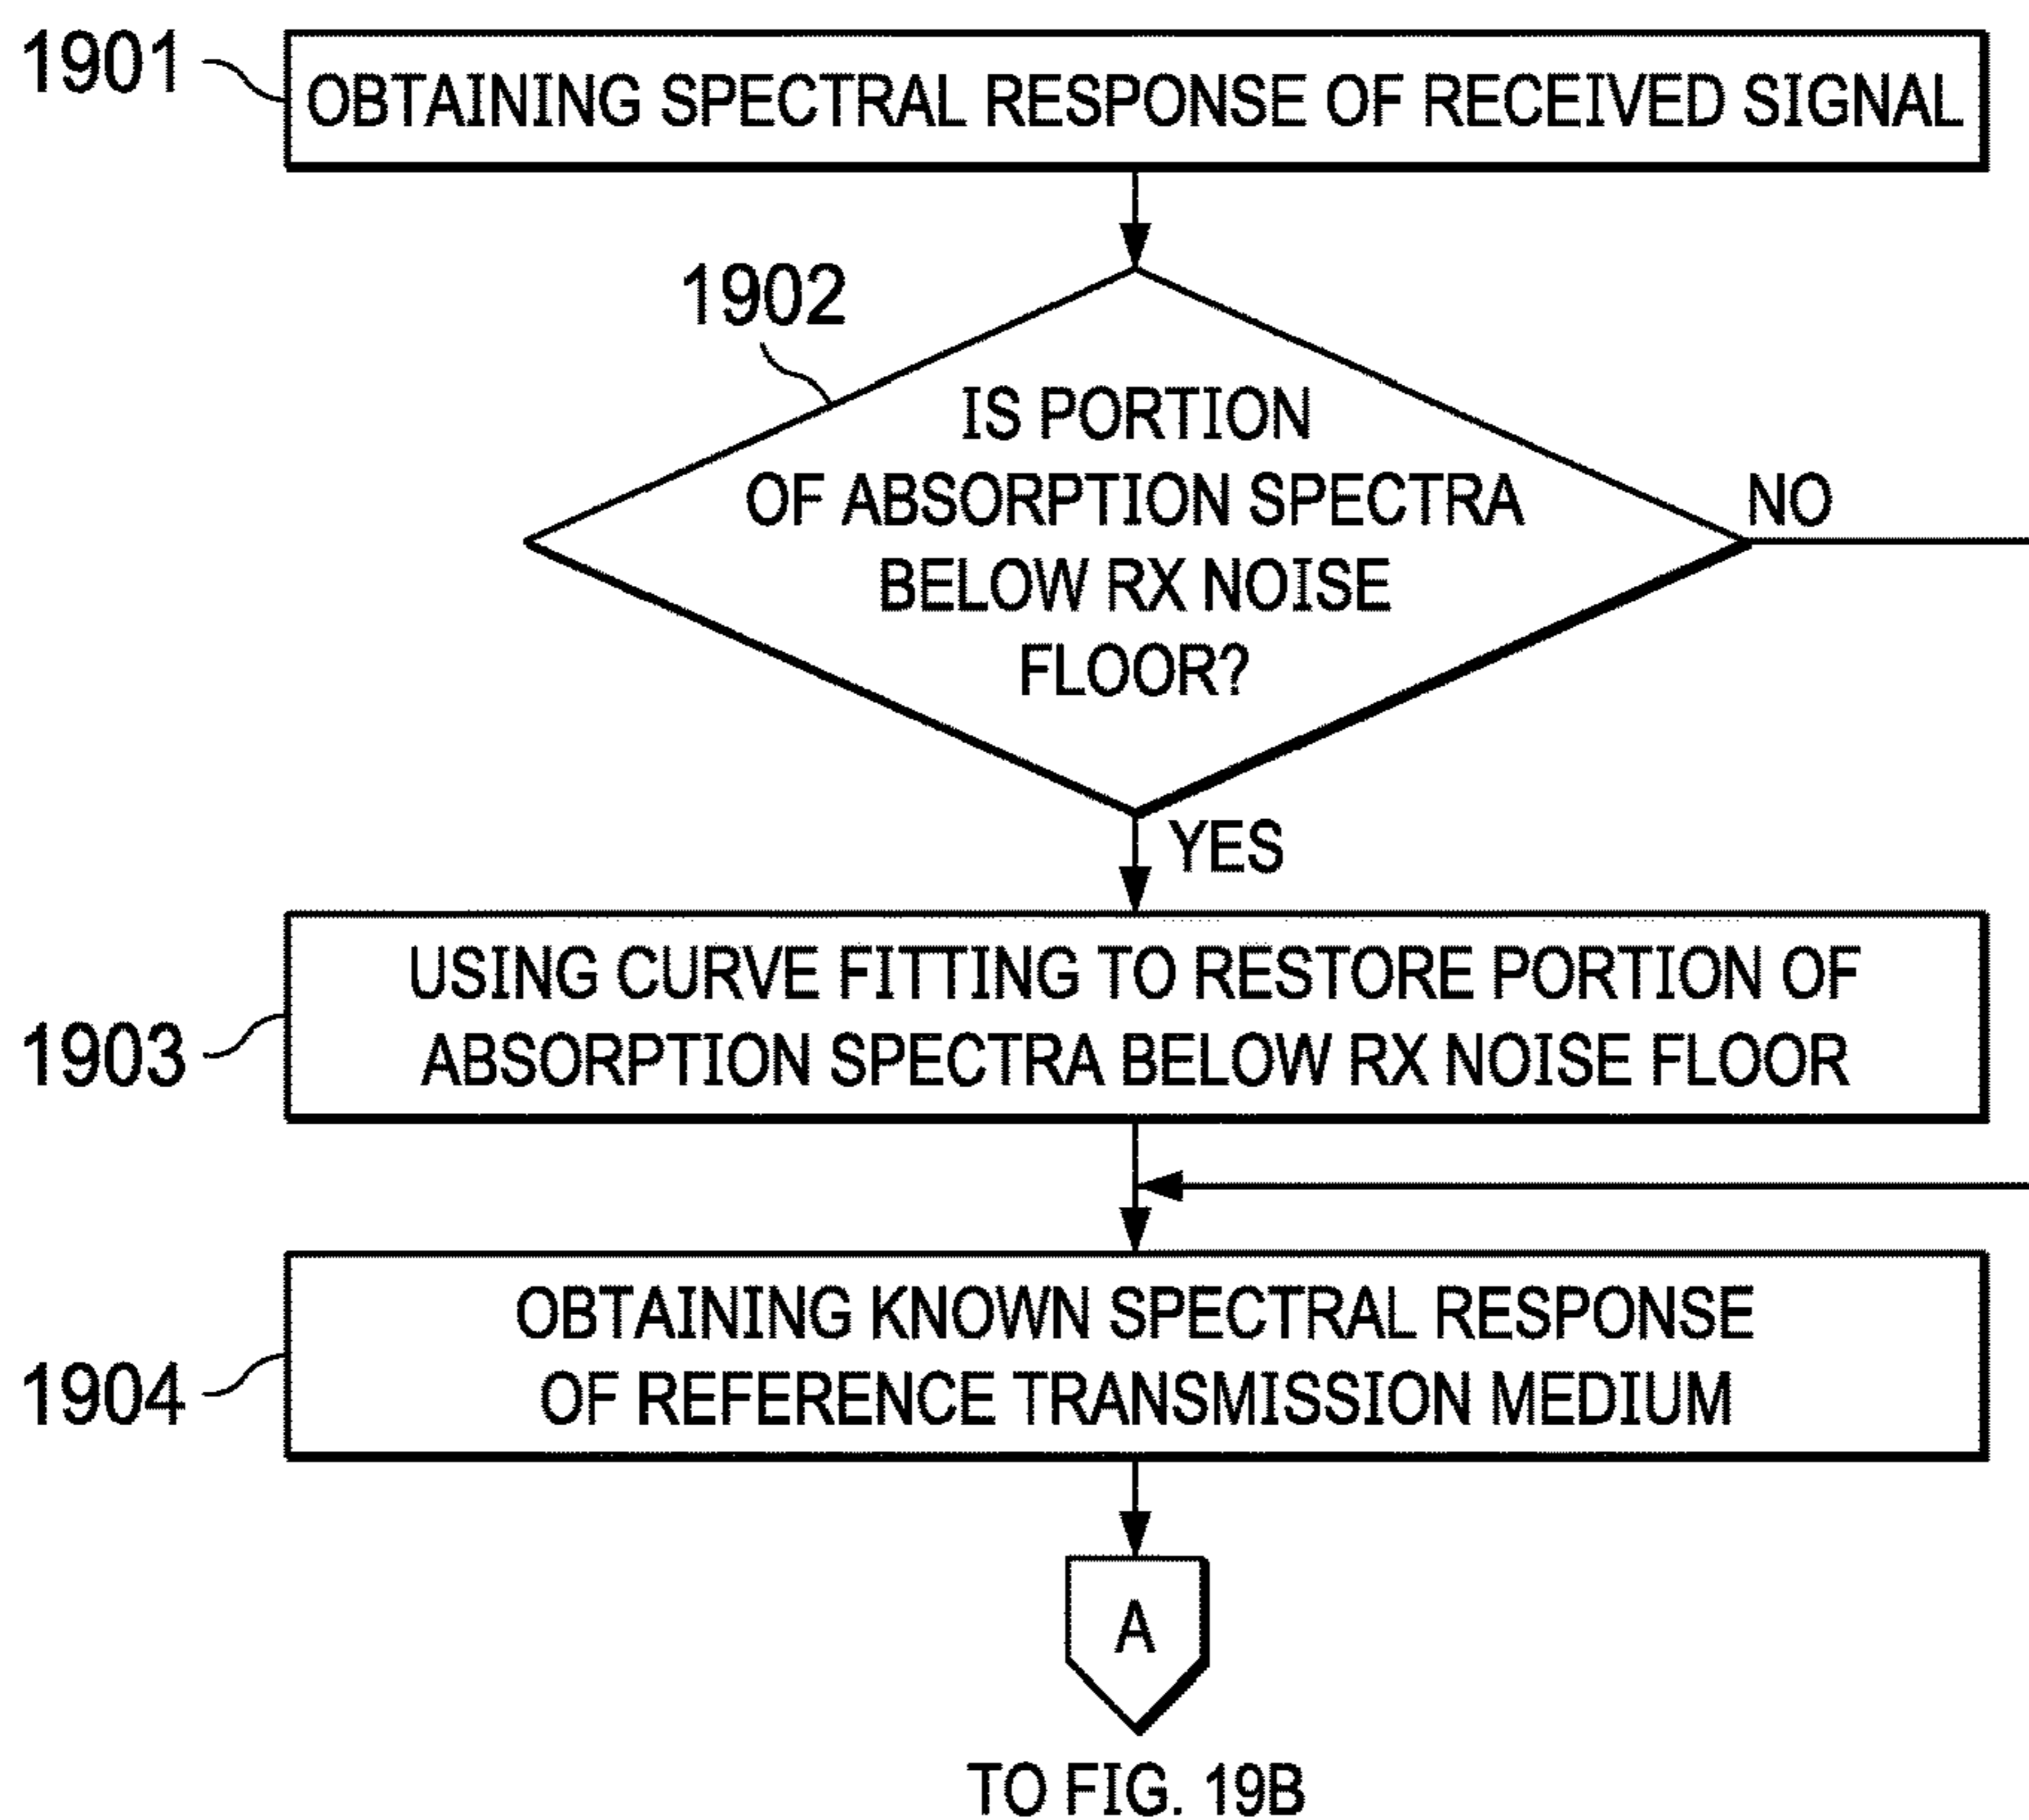 1901
OBTAINING SPECTRAL RESPONSE OF RECEIVED SIGNAL
1902
IS PORTION
OF ABSORPTION SPECTRA
BELOW RX NOISE
FLOOR?
NO
YES
1903
USING CURVE FITTING TO RESTORE PORTION OF
ABSORPTION SPECTRA BELOW RX NOISE FLOOR
1904
OBTAINING KNOWN SPECTRAL RESPONSE
OF REFERENCE TRANSMISSION MEDIUM
A
TO FIG. 19B